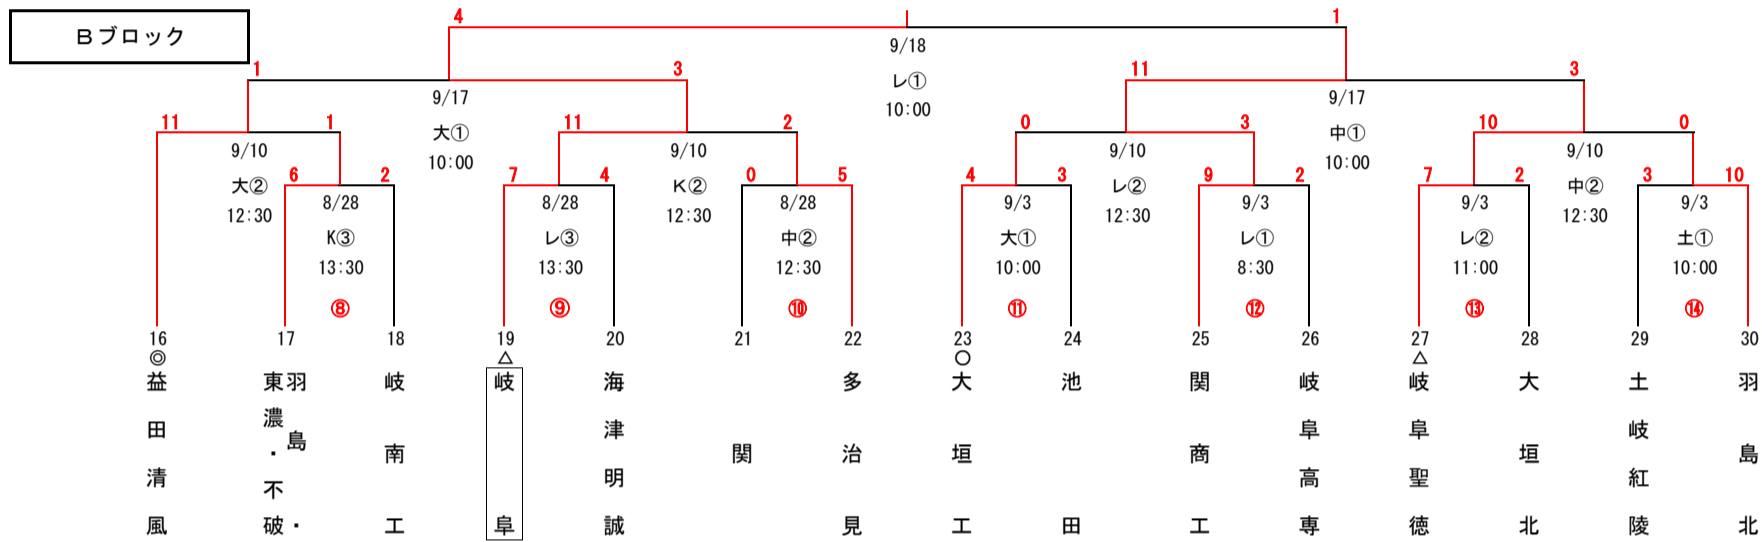 Bブロック
4 1
9/18
レ①
10:00
1 3 11 3
9/17 9/17
大① 中①
10:00 10:00
11 1 11 2 0 3 10 0
9/10 9/10 9/10 9/10
大② K② レ② 中②
12:30 12:30 12:30 12:30
6 2 7 4 0 5 4 3 9 2 7 2 3 10
8/28 8/28 8/28 9/3 9/3 9/3 9/3
K③ レ③ 中② 大① レ① レ② 土①
13:30 13:30 12:30 10:00 8:30 11:00 10:00
⑧ ⑨ ⑩ ⑪ ⑫ ⑬ ⑭
16 17 18 19 20 21 22 23 24 25 26 27 28 29 30
◎ △ ○ △
益田清風
羽島・
東濃・不破
岐南工
岐阜
海津明誠
関
多治見
大垣工
池田
関商工
岐阜高専
岐阜聖徳
大垣北
土岐紅陵
羽島北